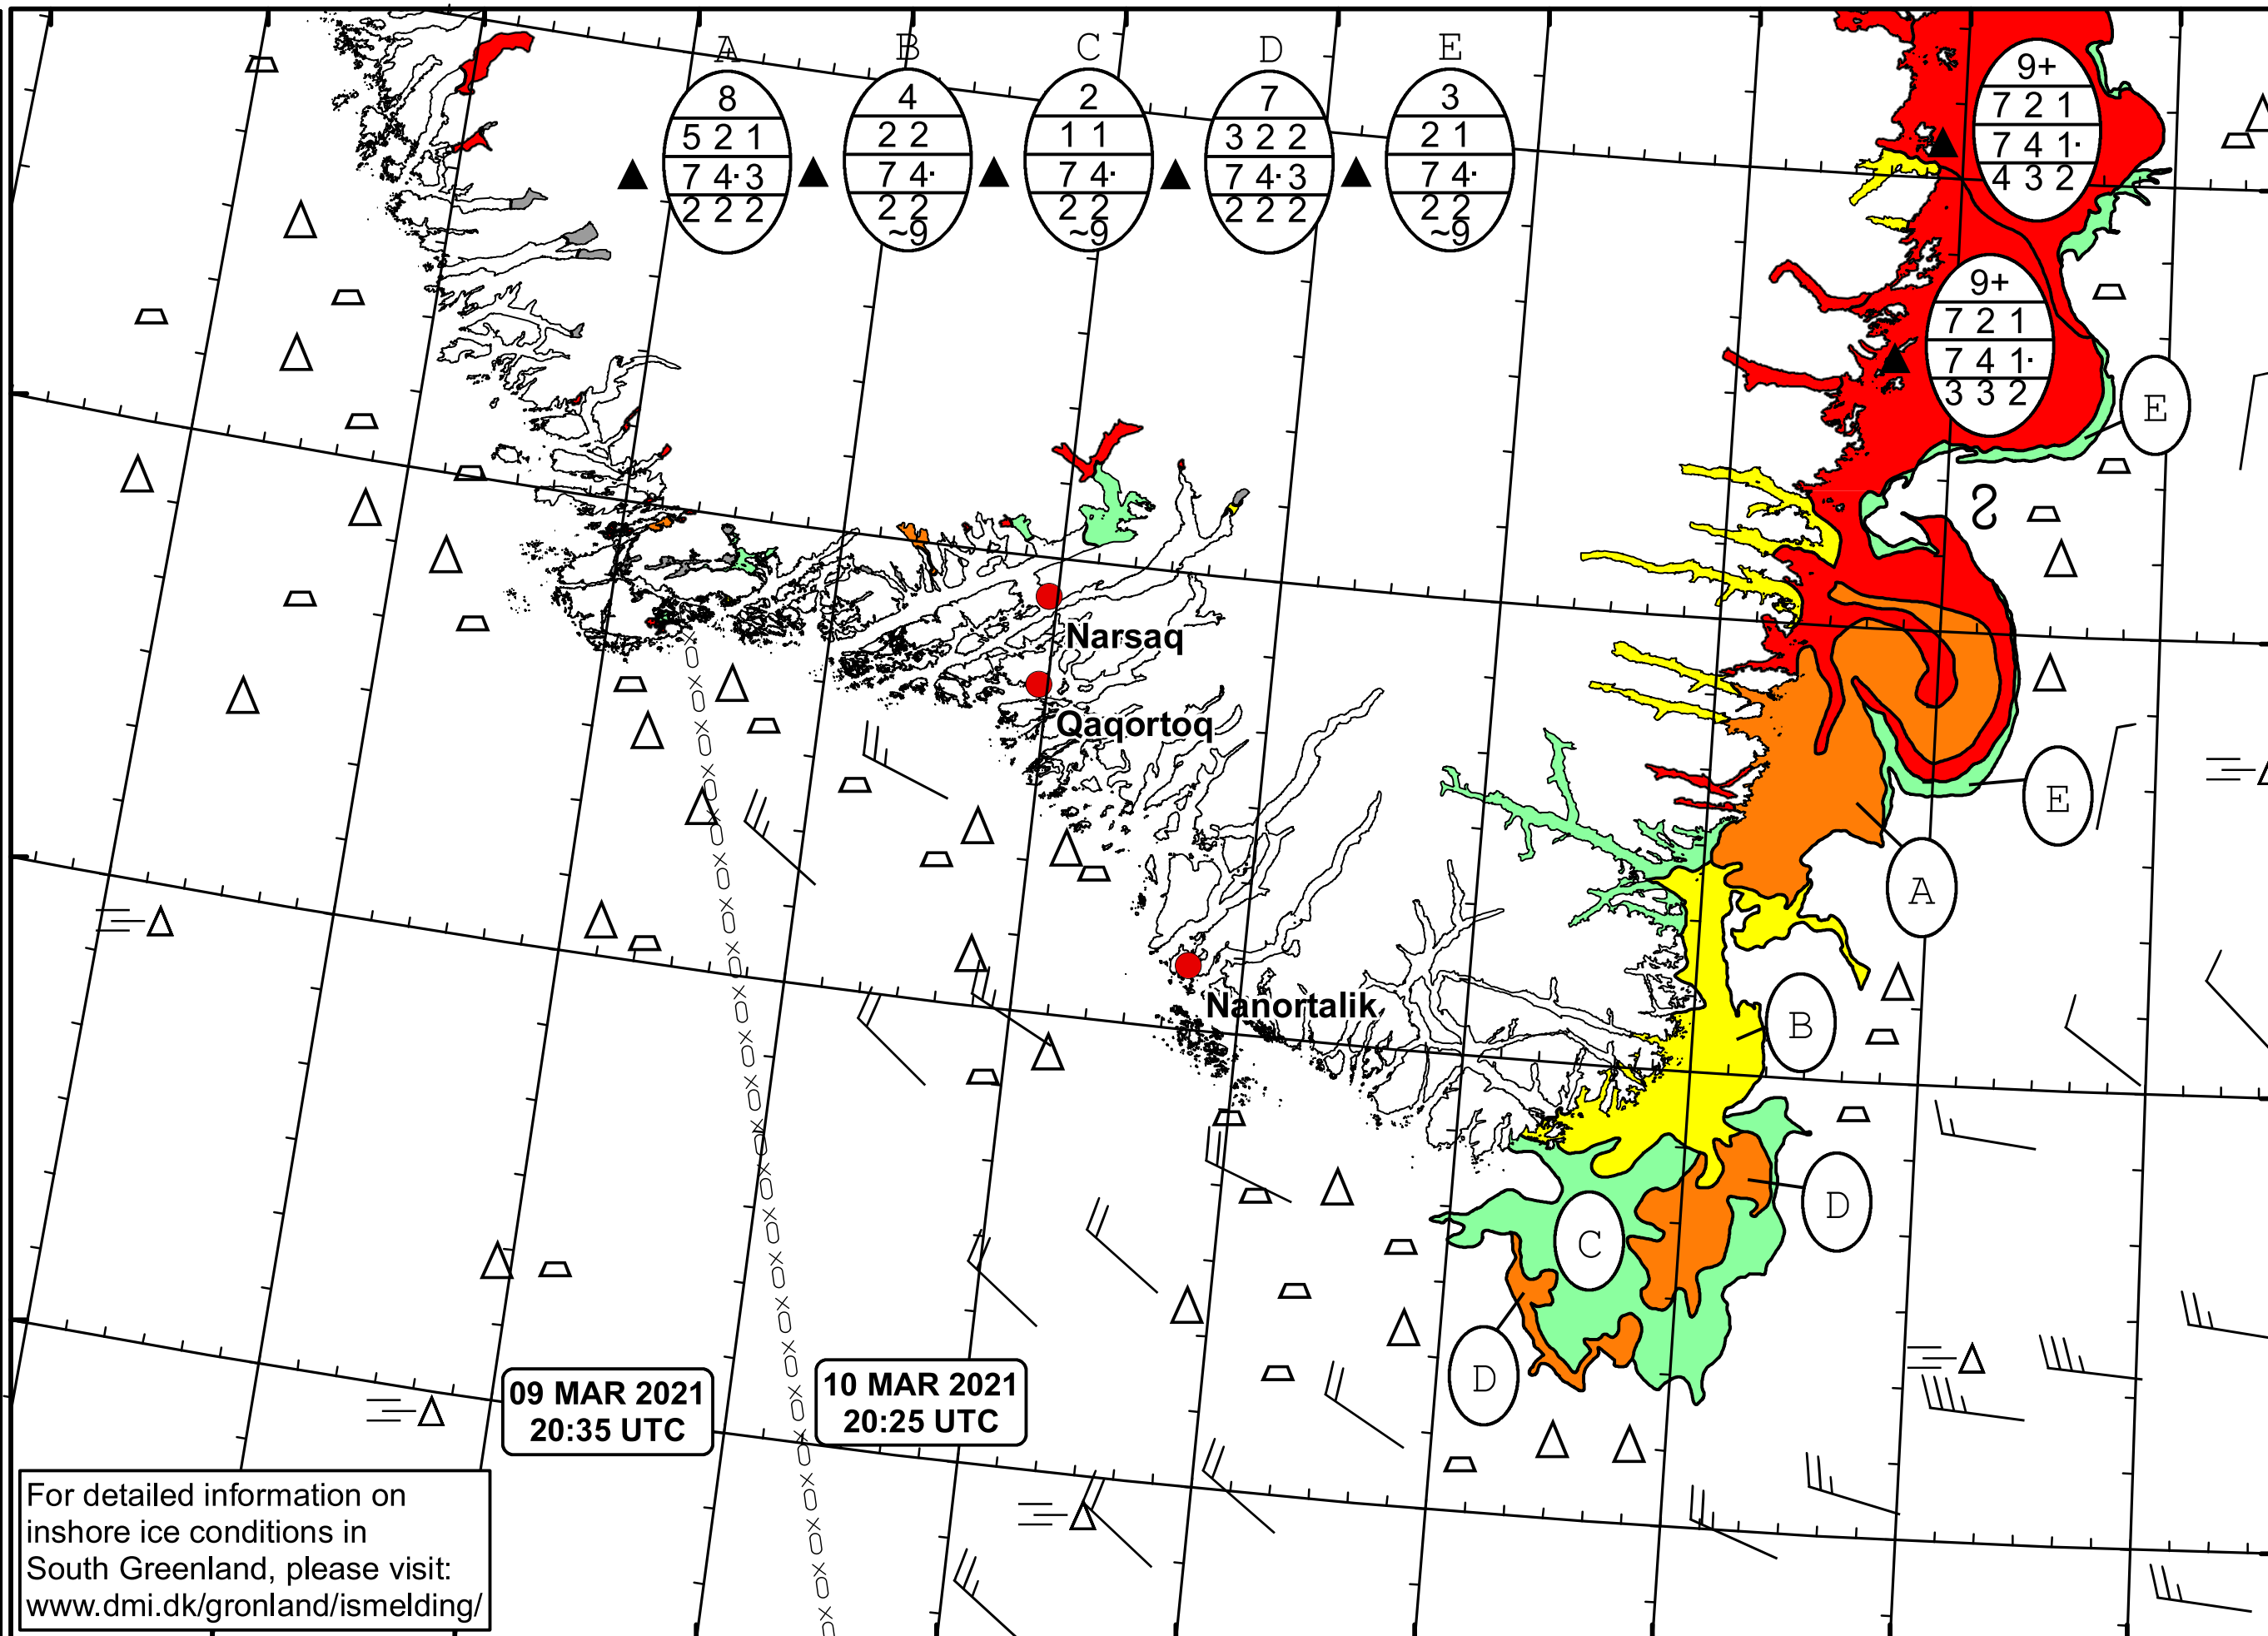 A B C D E
8
5 2 1
7 4· 3
2 2 2
4
2 2
7 4·
2 2
~9
2
1 1
7 4·
2 2
~9
7
3 2 2
7 4· 3
2 2 2
3
2 1
7 4·
2 2
~9
9+
7 2 1
7 4 1·
4 3 2
9+
7 2 1
7 4 1·
3 3 2
E
Narsaq
Qaqortoq
E
A
Nanortalik
B
D
C
D
09 MAR 2021
20:35 UTC
10 MAR 2021
20:25 UTC
For detailed information on
inshore ice conditions in
South Greenland, please visit:
www.dmi.dk/gronland/ismelding/